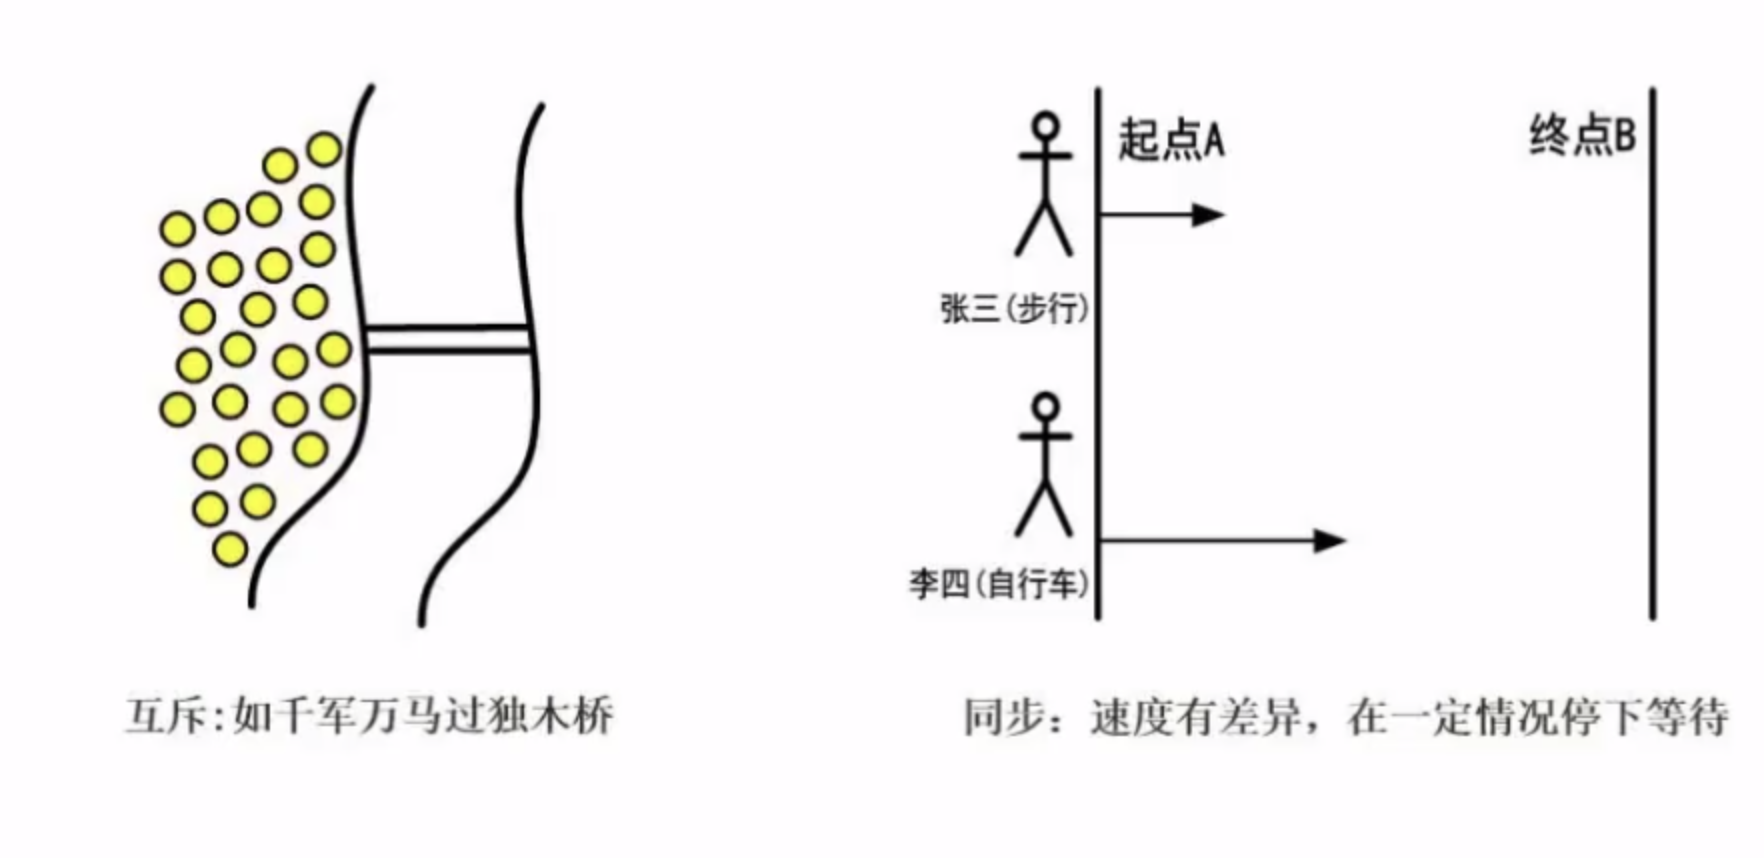 起点A
终点B
张三(步行)
李四(自行车)
互斥:如千军万马过独木桥
同步：速度有差异，在一定情况停下等待